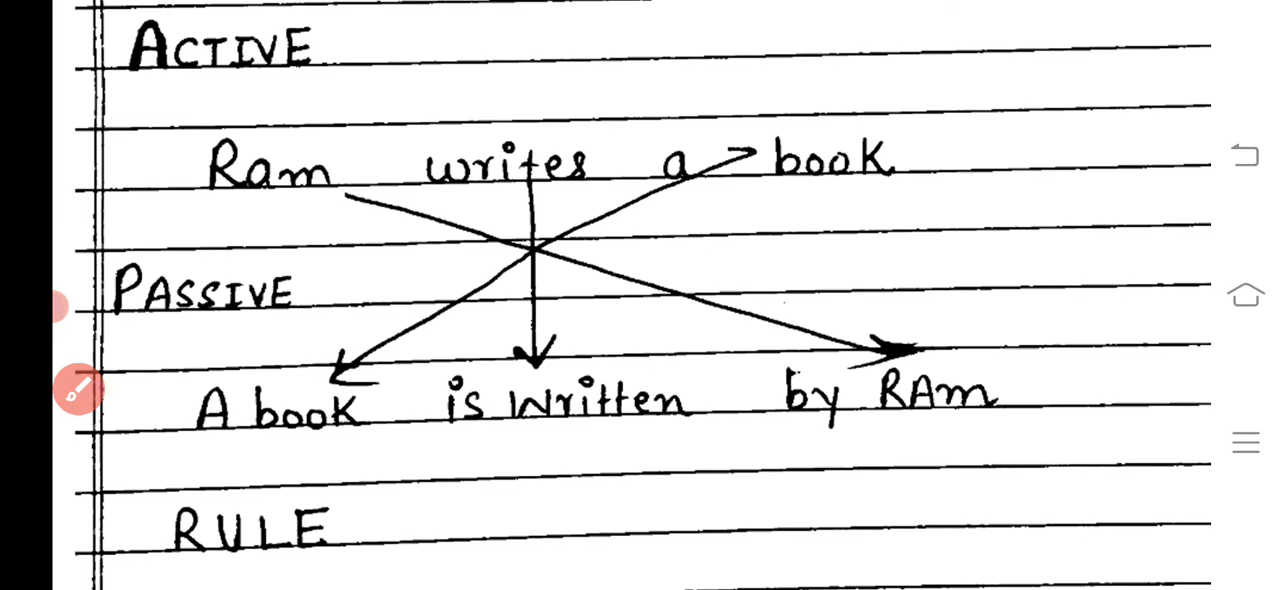 ACTIVE
Ram writes a book
PASSIVE
A book is written by RAm
RULE